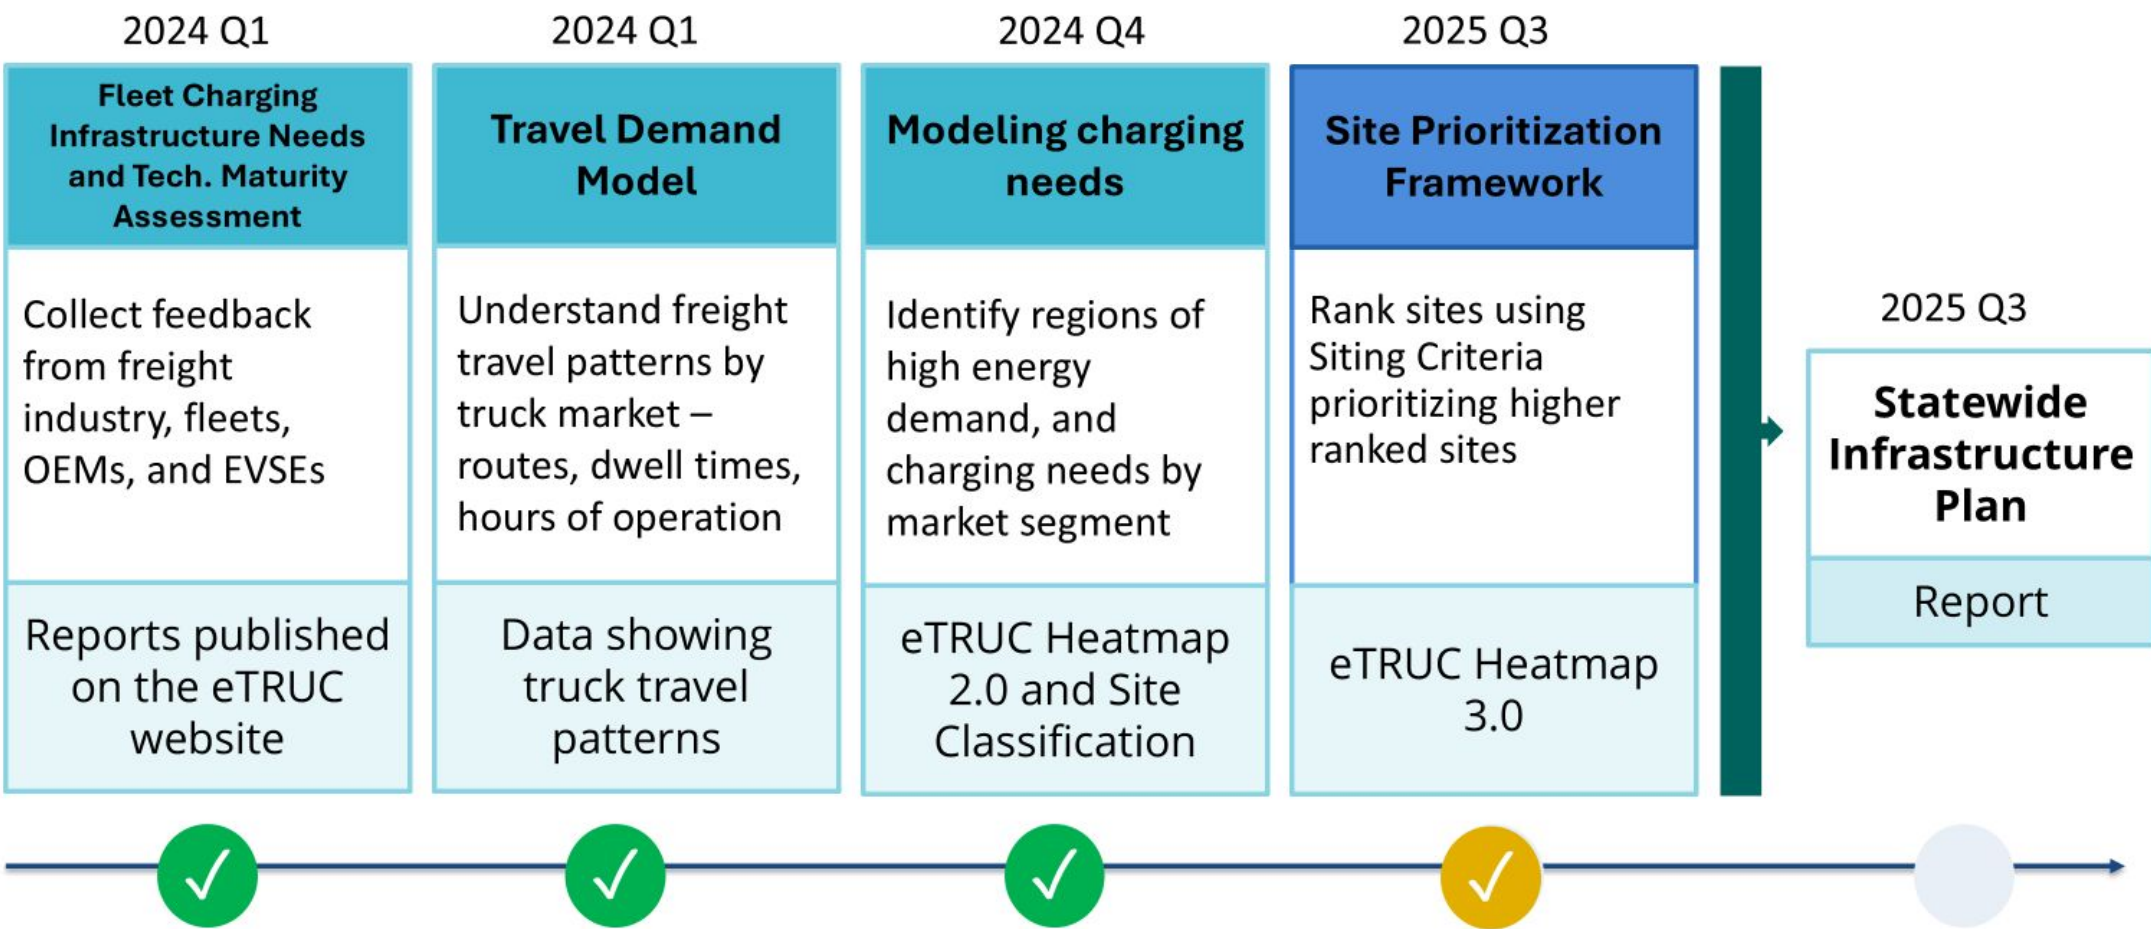 2024 Q1
Fleet Charging
Infrastructure Needs
and Tech. Maturity
Assessment
Collect feedback
from freight
industry, fleets,
OEMs, and EVSEs
Reports published
on the eTRUC
website
2024 Q1
Travel Demand
Model
Understand freight
travel patterns by
truck market –
routes, dwell times,
hours of operation
Data showing
truck travel
patterns
2024 Q4
Modeling charging
needs
Identify regions of
high energy
demand, and
charging needs by
market segment
eTRUC Heatmap
2.0 and Site
Classification
2025 Q3
Site Prioritization
Framework
Rank sites using
Siting Criteria
prioritizing higher
ranked sites
eTRUC Heatmap
3.0
2025 Q3
Statewide
Infrastructure
Plan
Report